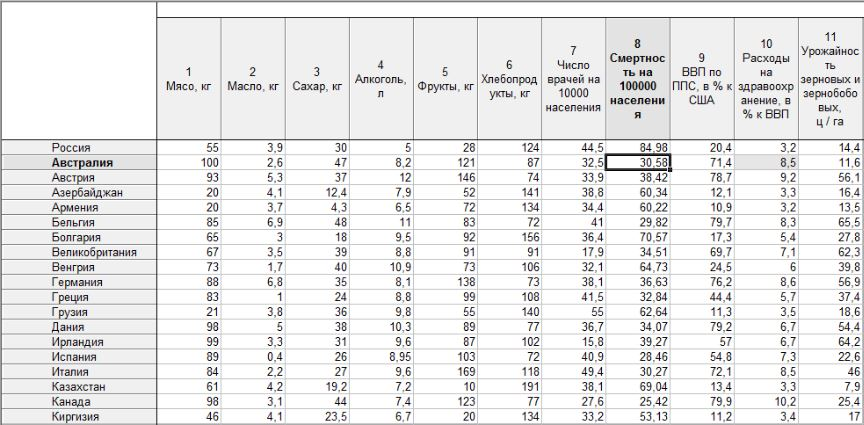 1 Мясо, кг | 2 Масло, кг | 3 Сахар, кг | 4 Алкоголь, л | 5 Фрукты, кг | 6 Хлебопродукты, кг | 7 Число врачей на 10000 населения | 8 Смертность на 100000 населения | 9 ВВП по ППС, в % к США | 10 Расходы на здравоохранение, в % к ВВП | 11 Урожайность зерновых и зернобобовых, ц / га
Россия 55 3,9 30 5 28 124 44,5 84,98 20,4 3,2 14,4
Австралия 100 2,6 47 8,2 121 87 32,5 30,58 71,4 8,5 11,6
Австрия 93 5,3 37 12 146 74 33,9 38,42 78,7 9,2 56,1
Азербайджан 20 4,1 12,4 7,9 52 141 38,8 60,34 12,1 3,3 16,4
Армения 20 3,7 4,3 6,5 72 134 34,4 60,22 10,9 3,2 13,5
Бельгия 85 6,9 48 11 83 72 41 29,82 79,7 8,3 65,5
Болгария 65 3 18 9,5 92 156 36,4 70,57 17,3 5,4 27,8
Великобритания 67 3,5 39 8,8 91 91 17,9 34,51 69,7 7,1 62,3
Венгрия 73 1,7 40 10,9 73 106 32,1 64,73 24,5 6 39,8
Германия 88 6,8 35 8,1 138 73 38,1 36,63 76,2 8,6 56,9
Греция 83 1 24 8,8 99 108 41,5 32,84 44,4 5,7 37,4
Грузия 21 3,8 36 9,8 55 140 55 62,64 11,3 3,5 18,6
Дания 98 5 38 10,3 89 77 36,7 34,07 79,2 6,7 54,4
Ирландия 99 3,3 31 9,6 87 102 15,8 39,27 57 6,7 64,2
Испания 89 0,4 26 8,95 103 72 40,9 28,46 54,8 7,3 22,6
Италия 84 2,2 27 9,6 169 118 49,4 30,27 72,1 8,5 46
Казахстан 61 4,2 19,2 7,2 10 191 38,1 69,04 13,4 3,3 7,9
Канада 98 3,1 44 7,4 123 77 27,6 25,42 79,9 10,2 25,4
Киргизия 46 4,1 23,5 6,7 20 134 33,2 53,13 11,2 3,4 17